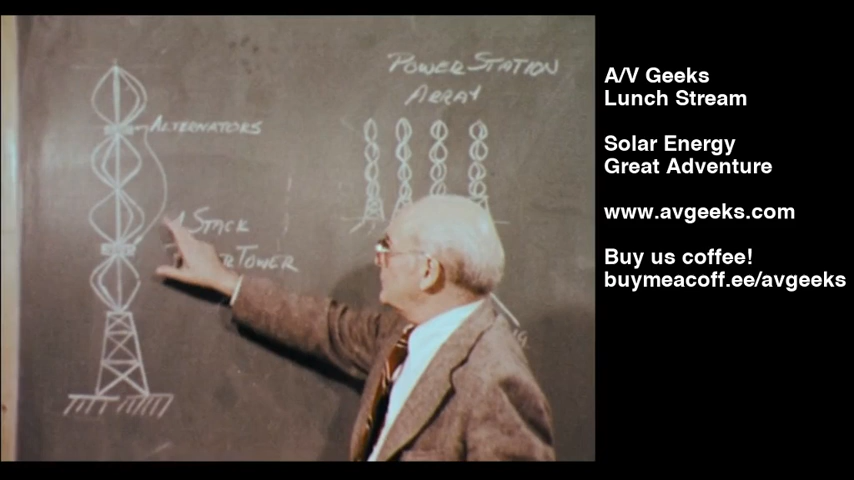 POWER STATION
ARRAY
ALTERNATORS
STACK
TOWER
A/V Geeks
Lunch Stream
Solar Energy
Great Adventure
www.avgeeks.com
Buy us coffee!
buymeacoff.ee/avgeeks